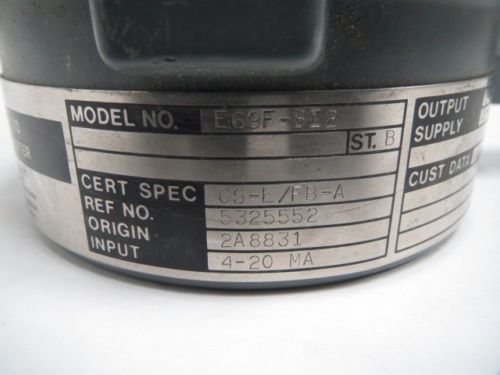 MODEL NO. E69F-BI2
ST. B
CERT SPEC CS-E/FB-A
REF NO. 5325552
ORIGIN 2A8831
INPUT 4-20 MA
OUTPUT
SUPPLY
CUST DATA